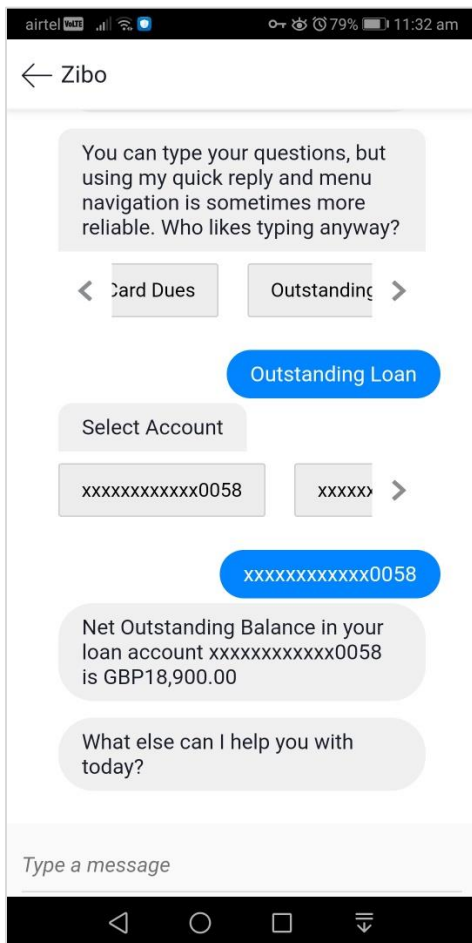 airtel VoLTE 79% 11:32 am
Zibo
You can type your questions, but
using my quick reply and menu
navigation is sometimes more
reliable. Who likes typing anyway?
Card Dues Outstanding
Outstanding Loan
Select Account
xxxxxxxxxxxx0058 xxxxxx
xxxxxxxxxxxx0058
Net Outstanding Balance in your
loan account xxxxxxxxxxxx0058
is GBP18,900.00
What else can I help you with
today?
Type a message